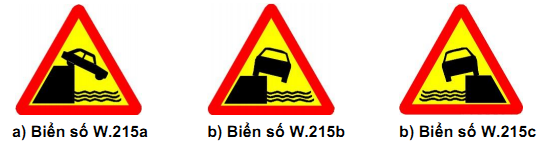 a) Biển số W.215a
b) Biển số W.215b
b) Biển số W.215c